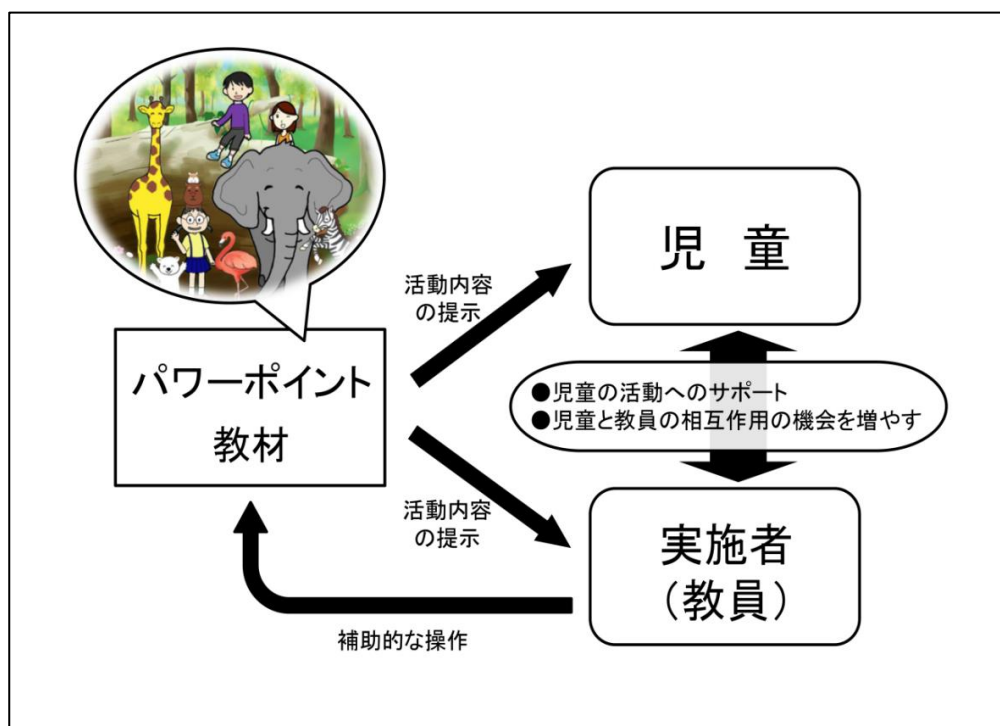 活動内容
の提示
児 童
パワーポイント
教材
●児童の活動へのサポート
●児童と教員の相互作用の機会を増やす
活動内容
の提示
実施者
（教員）
補助的な操作